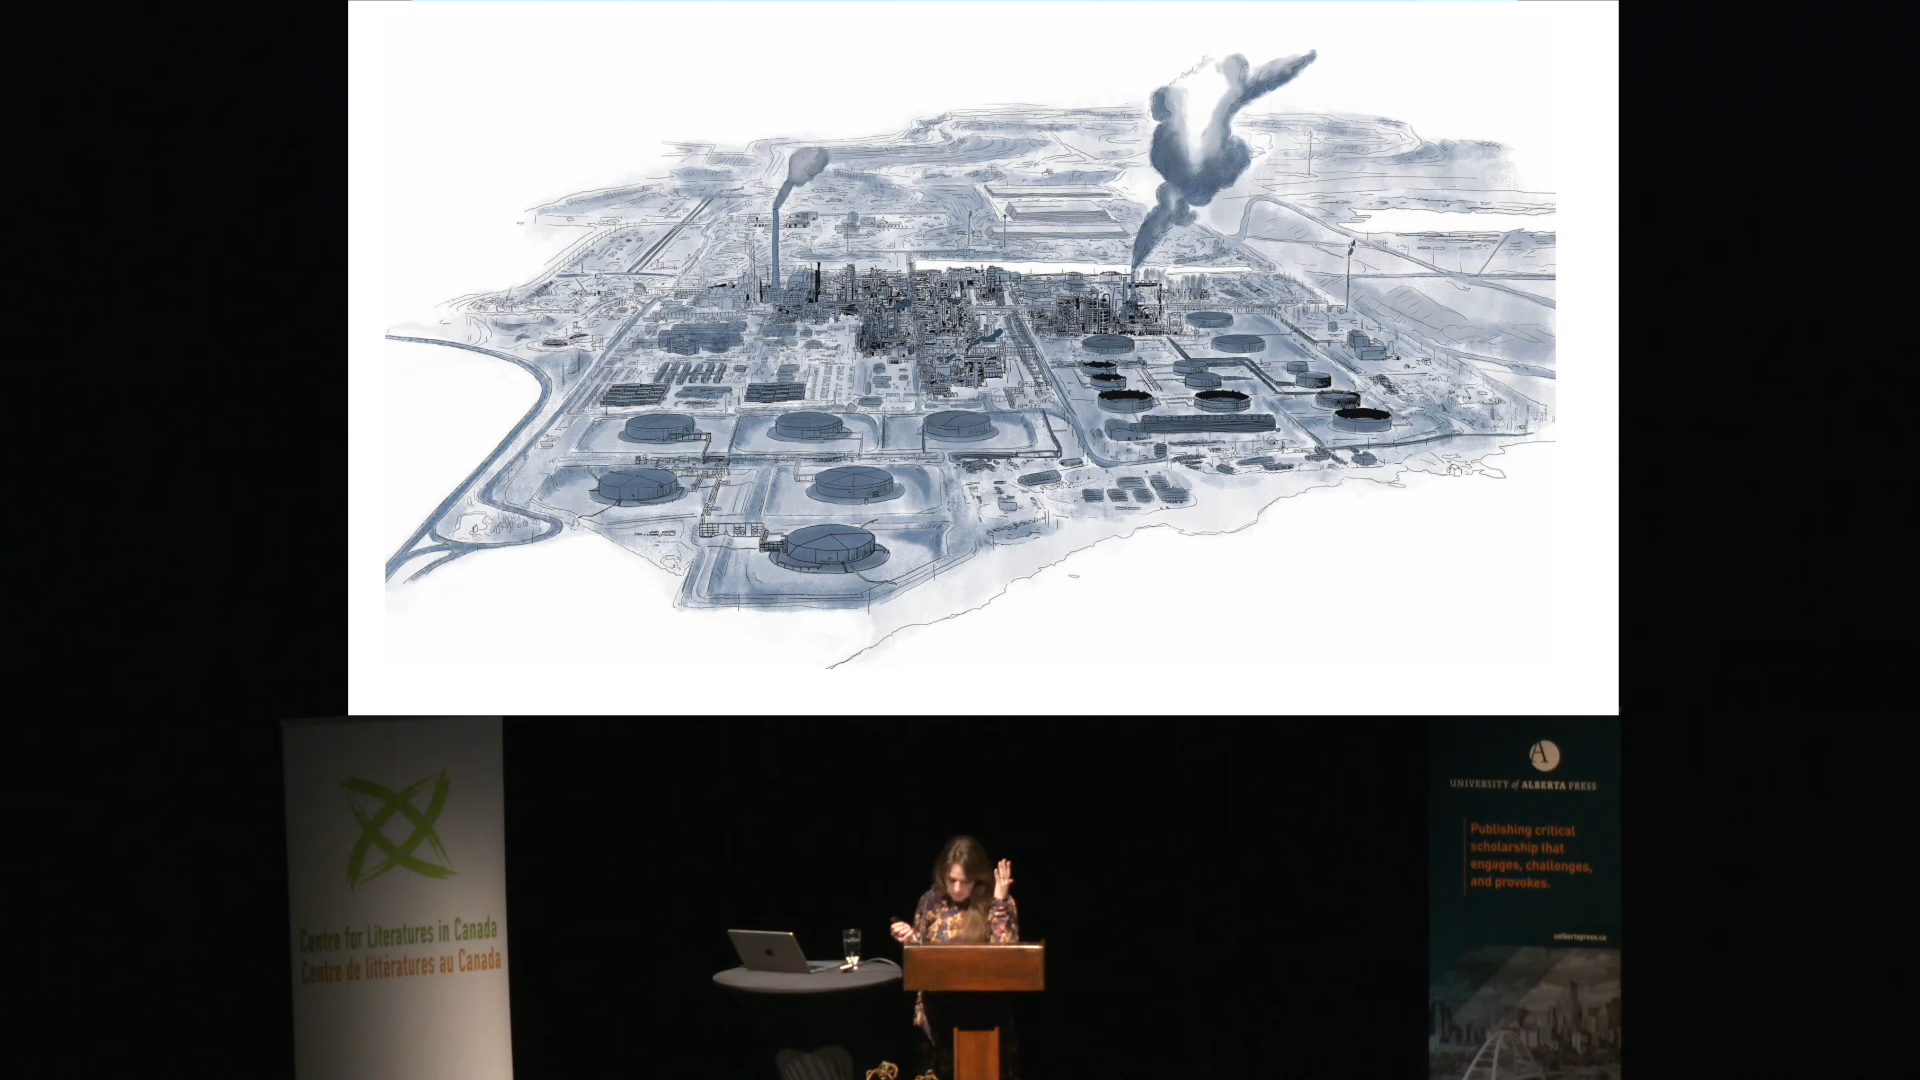 Centre for Literatures in Canada
Centre de littératures au Canada
A
UNIVERSITY of ALBERTA PRESS
Publishing critical
scholarship that
engages, challenges,
and provokes.
ualbertapress.ca